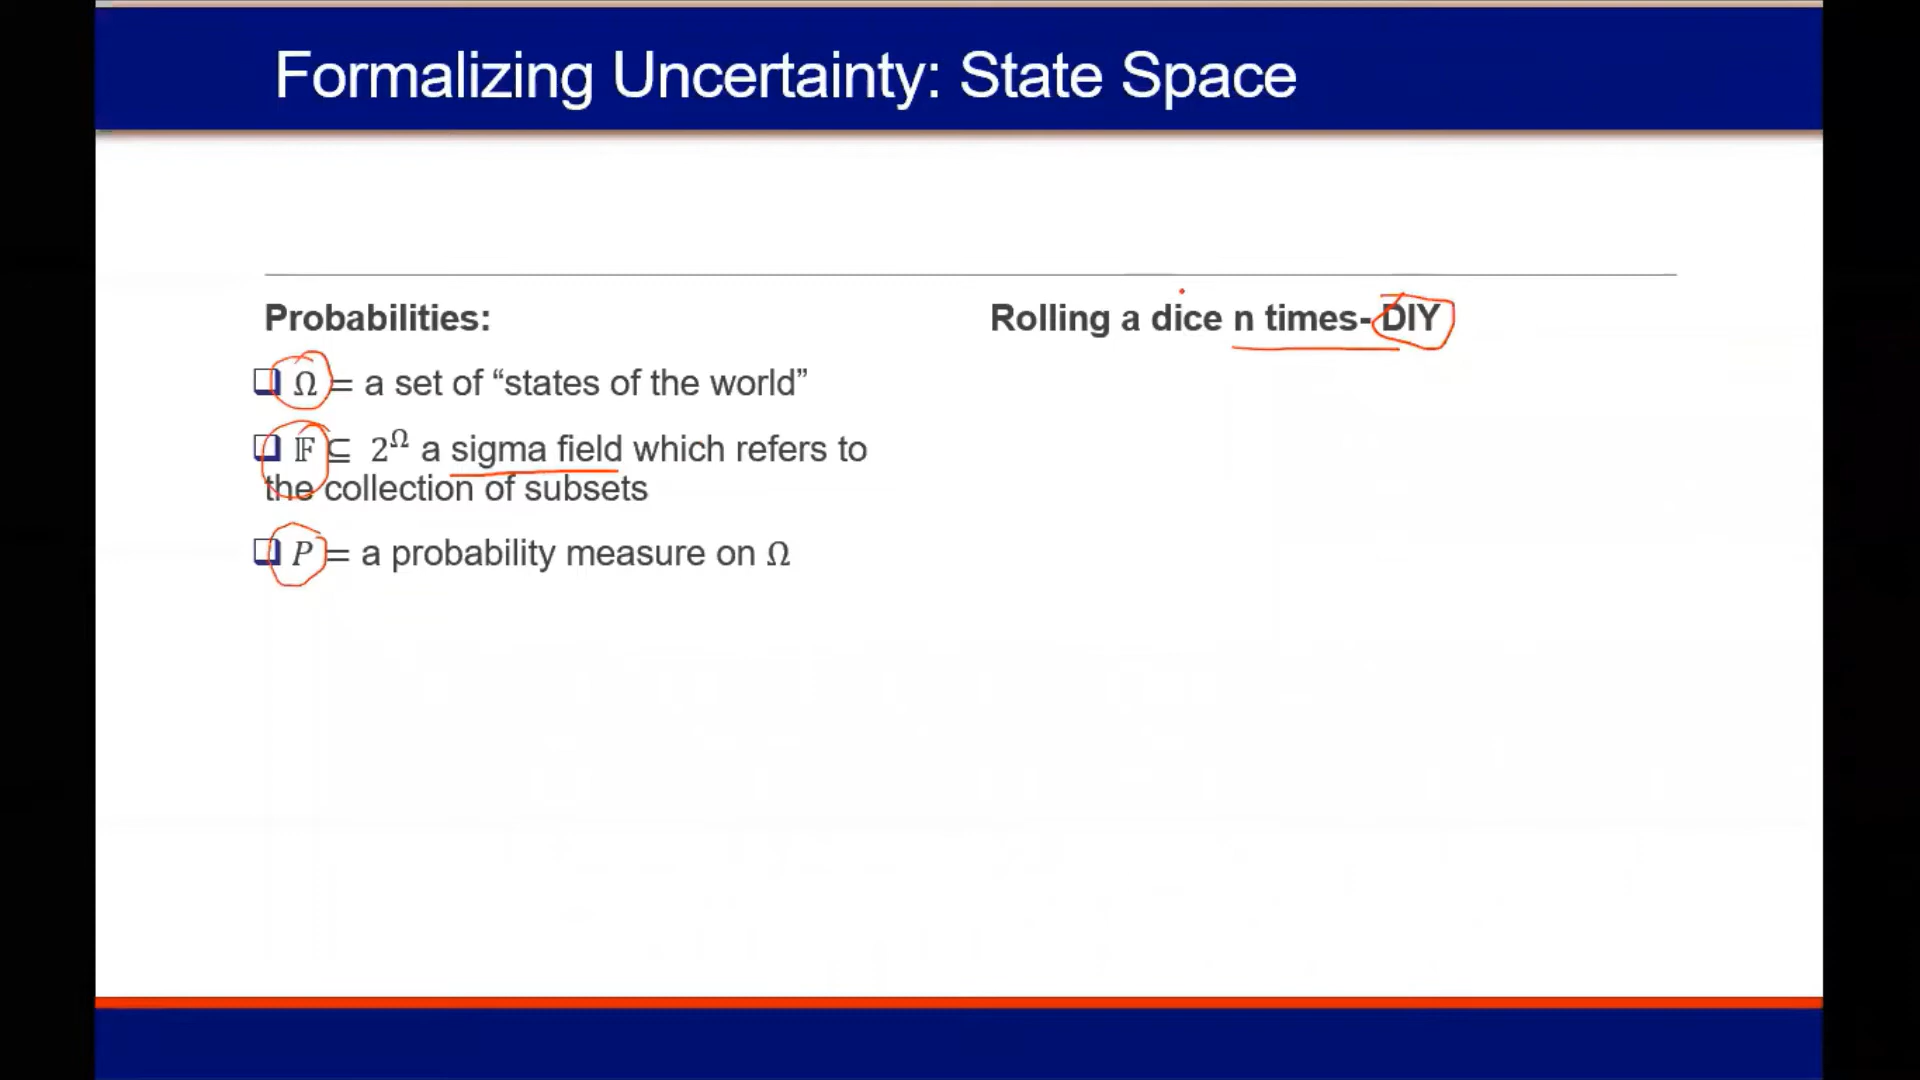 Formalizing Uncertainty: State Space
Probabilities:
Ω = a set of “states of the world”
𝔽 ⊆ 2^Ω a sigma field which refers to
the collection of subsets
P = a probability measure on Ω
Rolling a dice n times- DIY